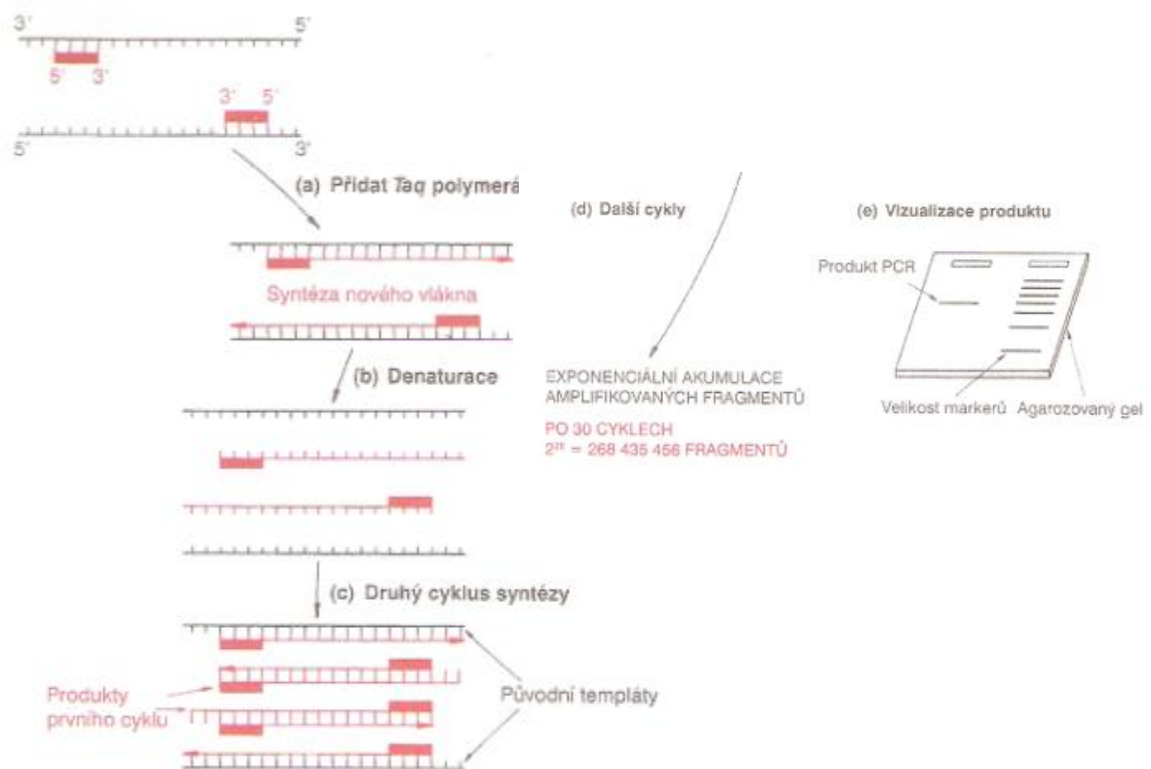 3'
5'
5' 3'
3' 5'
5'
3'
(a) Přidat Taq polymerá
Syntéza nového vlákna
(b) Denaturace
(c) Druhý cyklus syntézy
Produkty
prvního cyklu
Původní templáty
(d) Další cykly
EXPONENCIÁLNÍ AKUMULACE
AMPLIFIKOVANÝCH FRAGMENTŮ
PO 30 CYKLECH
2²⁸ = 268 435 456 FRAGMENTŮ
(e) Vizualizace produktu
Produkt PCR
Velikost markerů
Agarozovaný gel